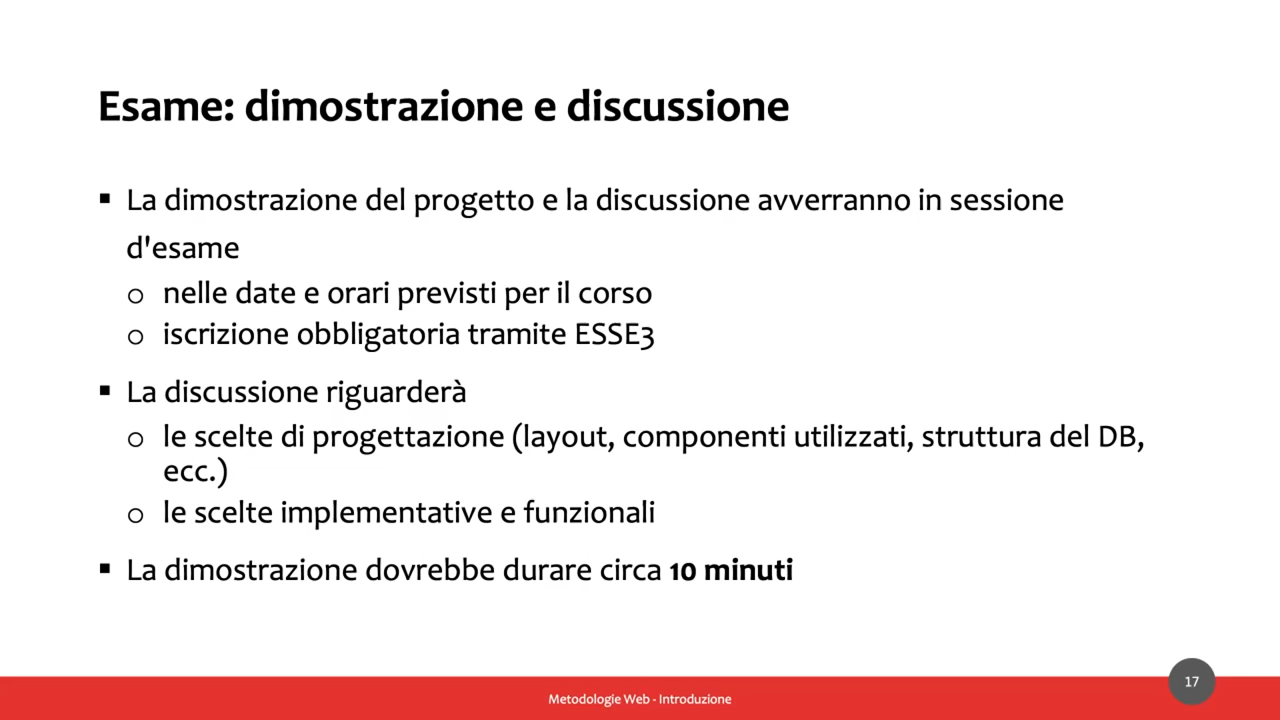 Esame: dimostrazione e discussione
▪ La dimostrazione del progetto e la discussione avverranno in sessione
d'esame
o nelle date e orari previsti per il corso
o iscrizione obbligatoria tramite ESSE3
▪ La discussione riguarderà
o le scelte di progettazione (layout, componenti utilizzati, struttura del DB,
ecc.)
o le scelte implementative e funzionali
▪ La dimostrazione dovrebbe durare circa 10 minuti
17
Metodologie Web - Introduzione